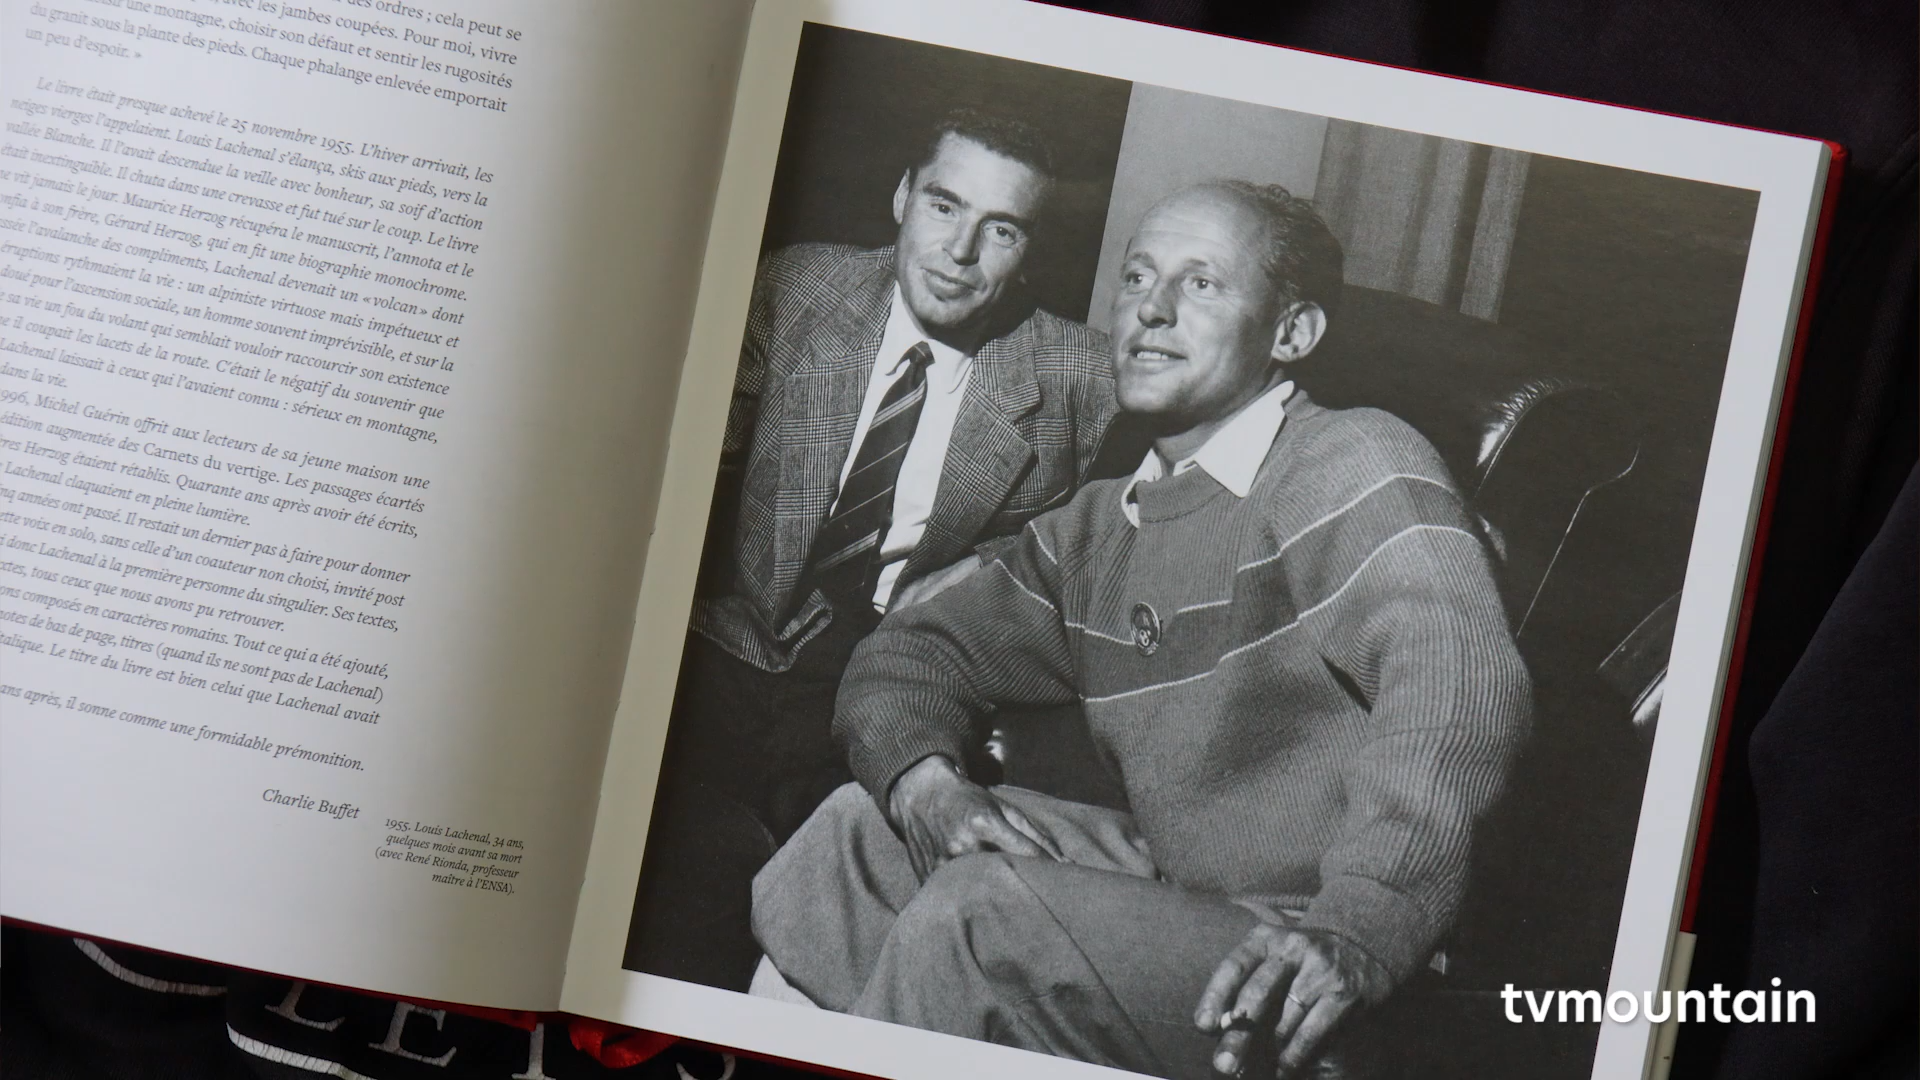 des ordres ; cela peut se
avec les jambes coupées. Pour moi, vivre
une montagne, choisir son défaut et sentir les rugosités
du granit sous la plante des pieds. Chaque phalange enlevée emportait
un peu d'espoir. »
Le livre était presque achevé le 25 novembre 1955. L'hiver arrivait, les
neiges vierges l'appelaient. Louis Lachenal s'élança, skis aux pieds, vers la
vallée Blanche. Il l'avait descendue la veille avec bonheur, sa soif d'action
était inextinguible. Il chuta dans une crevasse et fut tué sur le coup. Le livre
ne vit jamais le jour. Maurice Herzog récupéra le manuscrit, l'annota et le
confia à son frère, Gérard Herzog, qui en fit une biographie monochrome.
l'avalanche des compliments, Lachenal devenait un « volcan » dont
éruptions rythmaient la vie : un alpiniste virtuose mais impétueux et
doué pour l'ascension sociale, un homme souvent imprévisible, et sur la
sa vie un fou du volant qui semblait vouloir raccourcir son existence
il coupait les lacets de la route. C'était le négatif du souvenir que
Lachenal laissait à ceux qui l'avaient connu : sérieux en montagne,
dans la vie.
1996, Michel Guérin offrit aux lecteurs de sa jeune maison une
édition augmentée des Carnets du vertige. Les passages écartés
Herzog étaient rétablis. Quarante ans après avoir été écrits,
Lachenal claquaient en pleine lumière.
années ont passé. Il restait un dernier pas à faire pour donner
cette voix en solo, sans celle d'un coauteur non choisi, invité post
donc Lachenal à la première personne du singulier. Ses textes,
tous ceux que nous avons pu retrouver.
composés en caractères romains. Tout ce qui a été ajouté,
notes de bas de page, titres (quand ils ne sont pas de Lachenal)
italique. Le titre du livre est bien celui que Lachenal avait
ans après, il sonne comme une formidable prémonition.
Charlie Buffet
1955. Louis Lachenal, 34 ans,
quelques mois avant sa mort
(avec René Rionda, professeur
maître à l'ENSA).
tvmountain